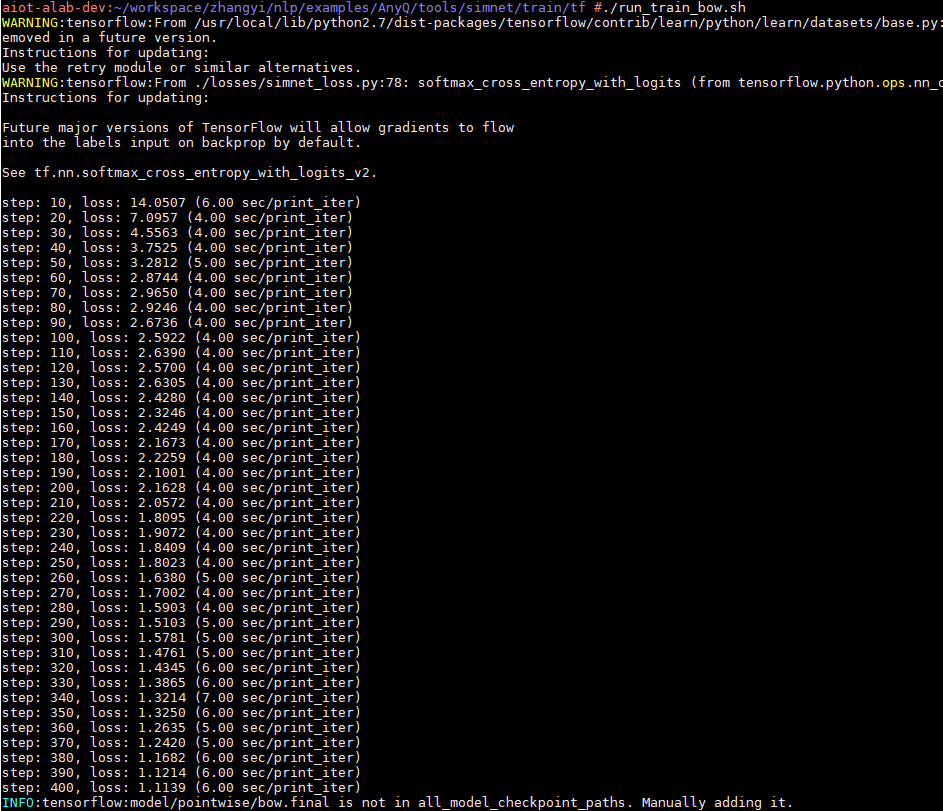 aiot-alab-dev:~/workspace/zhangyi/nlp/examples/AnyQ/tools/simnet/train/tf #./run_train_bow.sh
WARNING:tensorflow:From /usr/local/lib/python2.7/dist-packages/tensorflow/contrib/learn/python/learn/datasets/base.py:
emoved in a future version.
Instructions for updating:
Use the retry module or similar alternatives.
WARNING:tensorflow:From ./losses/simnet_loss.py:78: softmax_cross_entropy_with_logits (from tensorflow.python.ops.nn_o
Instructions for updating:

Future major versions of TensorFlow will allow gradients to flow
into the labels input on backprop by default.

See tf.nn.softmax_cross_entropy_with_logits_v2.

step: 10, loss: 14.0507 (6.00 sec/print_iter)
step: 20, loss: 7.0957 (4.00 sec/print_iter)
step: 30, loss: 4.5563 (4.00 sec/print_iter)
step: 40, loss: 3.7525 (4.00 sec/print_iter)
step: 50, loss: 3.2812 (5.00 sec/print_iter)
step: 60, loss: 2.8744 (4.00 sec/print_iter)
step: 70, loss: 2.9650 (4.00 sec/print_iter)
step: 80, loss: 2.9246 (4.00 sec/print_iter)
step: 90, loss: 2.6736 (4.00 sec/print_iter)
step: 100, loss: 2.5922 (4.00 sec/print_iter)
step: 110, loss: 2.6390 (4.00 sec/print_iter)
step: 120, loss: 2.5700 (4.00 sec/print_iter)
step: 130, loss: 2.6305 (4.00 sec/print_iter)
step: 140, loss: 2.4280 (4.00 sec/print_iter)
step: 150, loss: 2.3246 (4.00 sec/print_iter)
step: 160, loss: 2.4249 (4.00 sec/print_iter)
step: 170, loss: 2.1673 (4.00 sec/print_iter)
step: 180, loss: 2.2259 (4.00 sec/print_iter)
step: 190, loss: 2.1001 (4.00 sec/print_iter)
step: 200, loss: 2.1628 (4.00 sec/print_iter)
step: 210, loss: 2.0572 (4.00 sec/print_iter)
step: 220, loss: 1.8095 (4.00 sec/print_iter)
step: 230, loss: 1.9072 (4.00 sec/print_iter)
step: 240, loss: 1.8409 (4.00 sec/print_iter)
step: 250, loss: 1.8023 (4.00 sec/print_iter)
step: 260, loss: 1.6380 (5.00 sec/print_iter)
step: 270, loss: 1.7002 (4.00 sec/print_iter)
step: 280, loss: 1.5903 (4.00 sec/print_iter)
step: 290, loss: 1.5103 (5.00 sec/print_iter)
step: 300, loss: 1.5781 (4.00 sec/print_iter)
step: 310, loss: 1.4761 (5.00 sec/print_iter)
step: 320, loss: 1.4345 (6.00 sec/print_iter)
step: 330, loss: 1.3865 (6.00 sec/print_iter)
step: 340, loss: 1.3214 (7.00 sec/print_iter)
step: 350, loss: 1.3250 (6.00 sec/print_iter)
step: 360, loss: 1.2635 (5.00 sec/print_iter)
step: 370, loss: 1.2420 (5.00 sec/print_iter)
step: 380, loss: 1.1682 (6.00 sec/print_iter)
step: 390, loss: 1.1214 (6.00 sec/print_iter)
step: 400, loss: 1.1139 (6.00 sec/print_iter)
INFO:tensorflow:model/pointwise/bow.final is not in all_model_checkpoint_paths. Manually adding it.